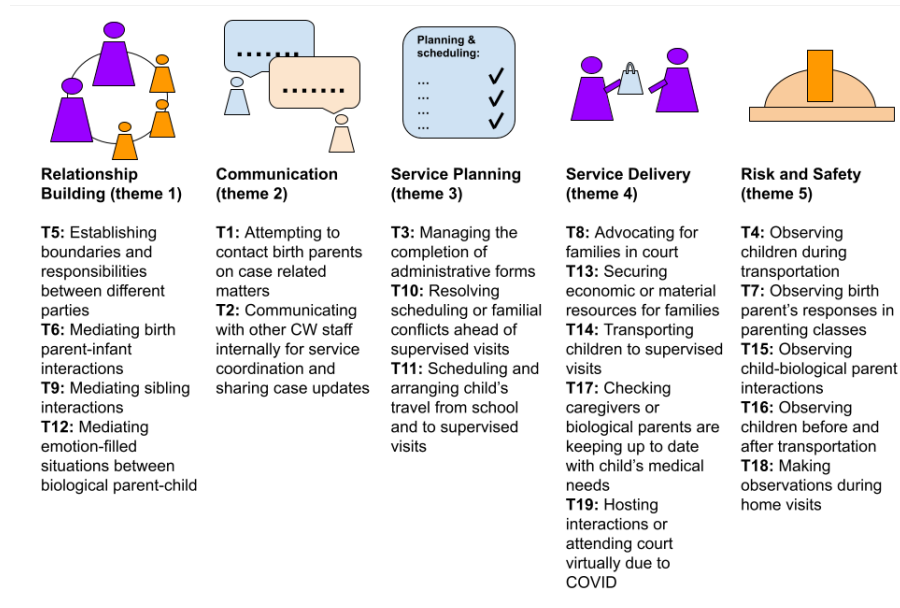 Planning &
scheduling:
...
...
...
...
Relationship
Building (theme 1)
T5: Establishing
boundaries and
responsibilities
between different
parties
T6: Mediating birth
parent-infant
interactions
T9: Mediating sibling
interactions
T12: Mediating
emotion-filled
situations between
biological parent-child
Communication
(theme 2)
T1: Attempting to
contact birth parents
on case related
matters
T2: Communicating
with other CW staff
internally for service
coordination and
sharing case updates
Service Planning
(theme 3)
T3: Managing the
completion of
administrative forms
T10: Resolving
scheduling or familial
conflicts ahead of
supervised visits
T11: Scheduling and
arranging child's
travel from school
and to supervised
visits
Service Delivery
(theme 4)
T8: Advocating for
families in court
T13: Securing
economic or material
resources for families
T14: Transporting
children to supervised
visits
T17: Checking
caregivers or
biological parents are
keeping up to date
with child's medical
needs
T19: Hosting
interactions or
attending court
virtually due to
COVID
Risk and Safety
(theme 5)
T4: Observing
children during
transportation
T7: Observing birth
parent's responses in
parenting classes
T15: Observing
child-biological parent
interactions
T16: Observing
children before and
after transportation
T18: Making
observations during
home visits